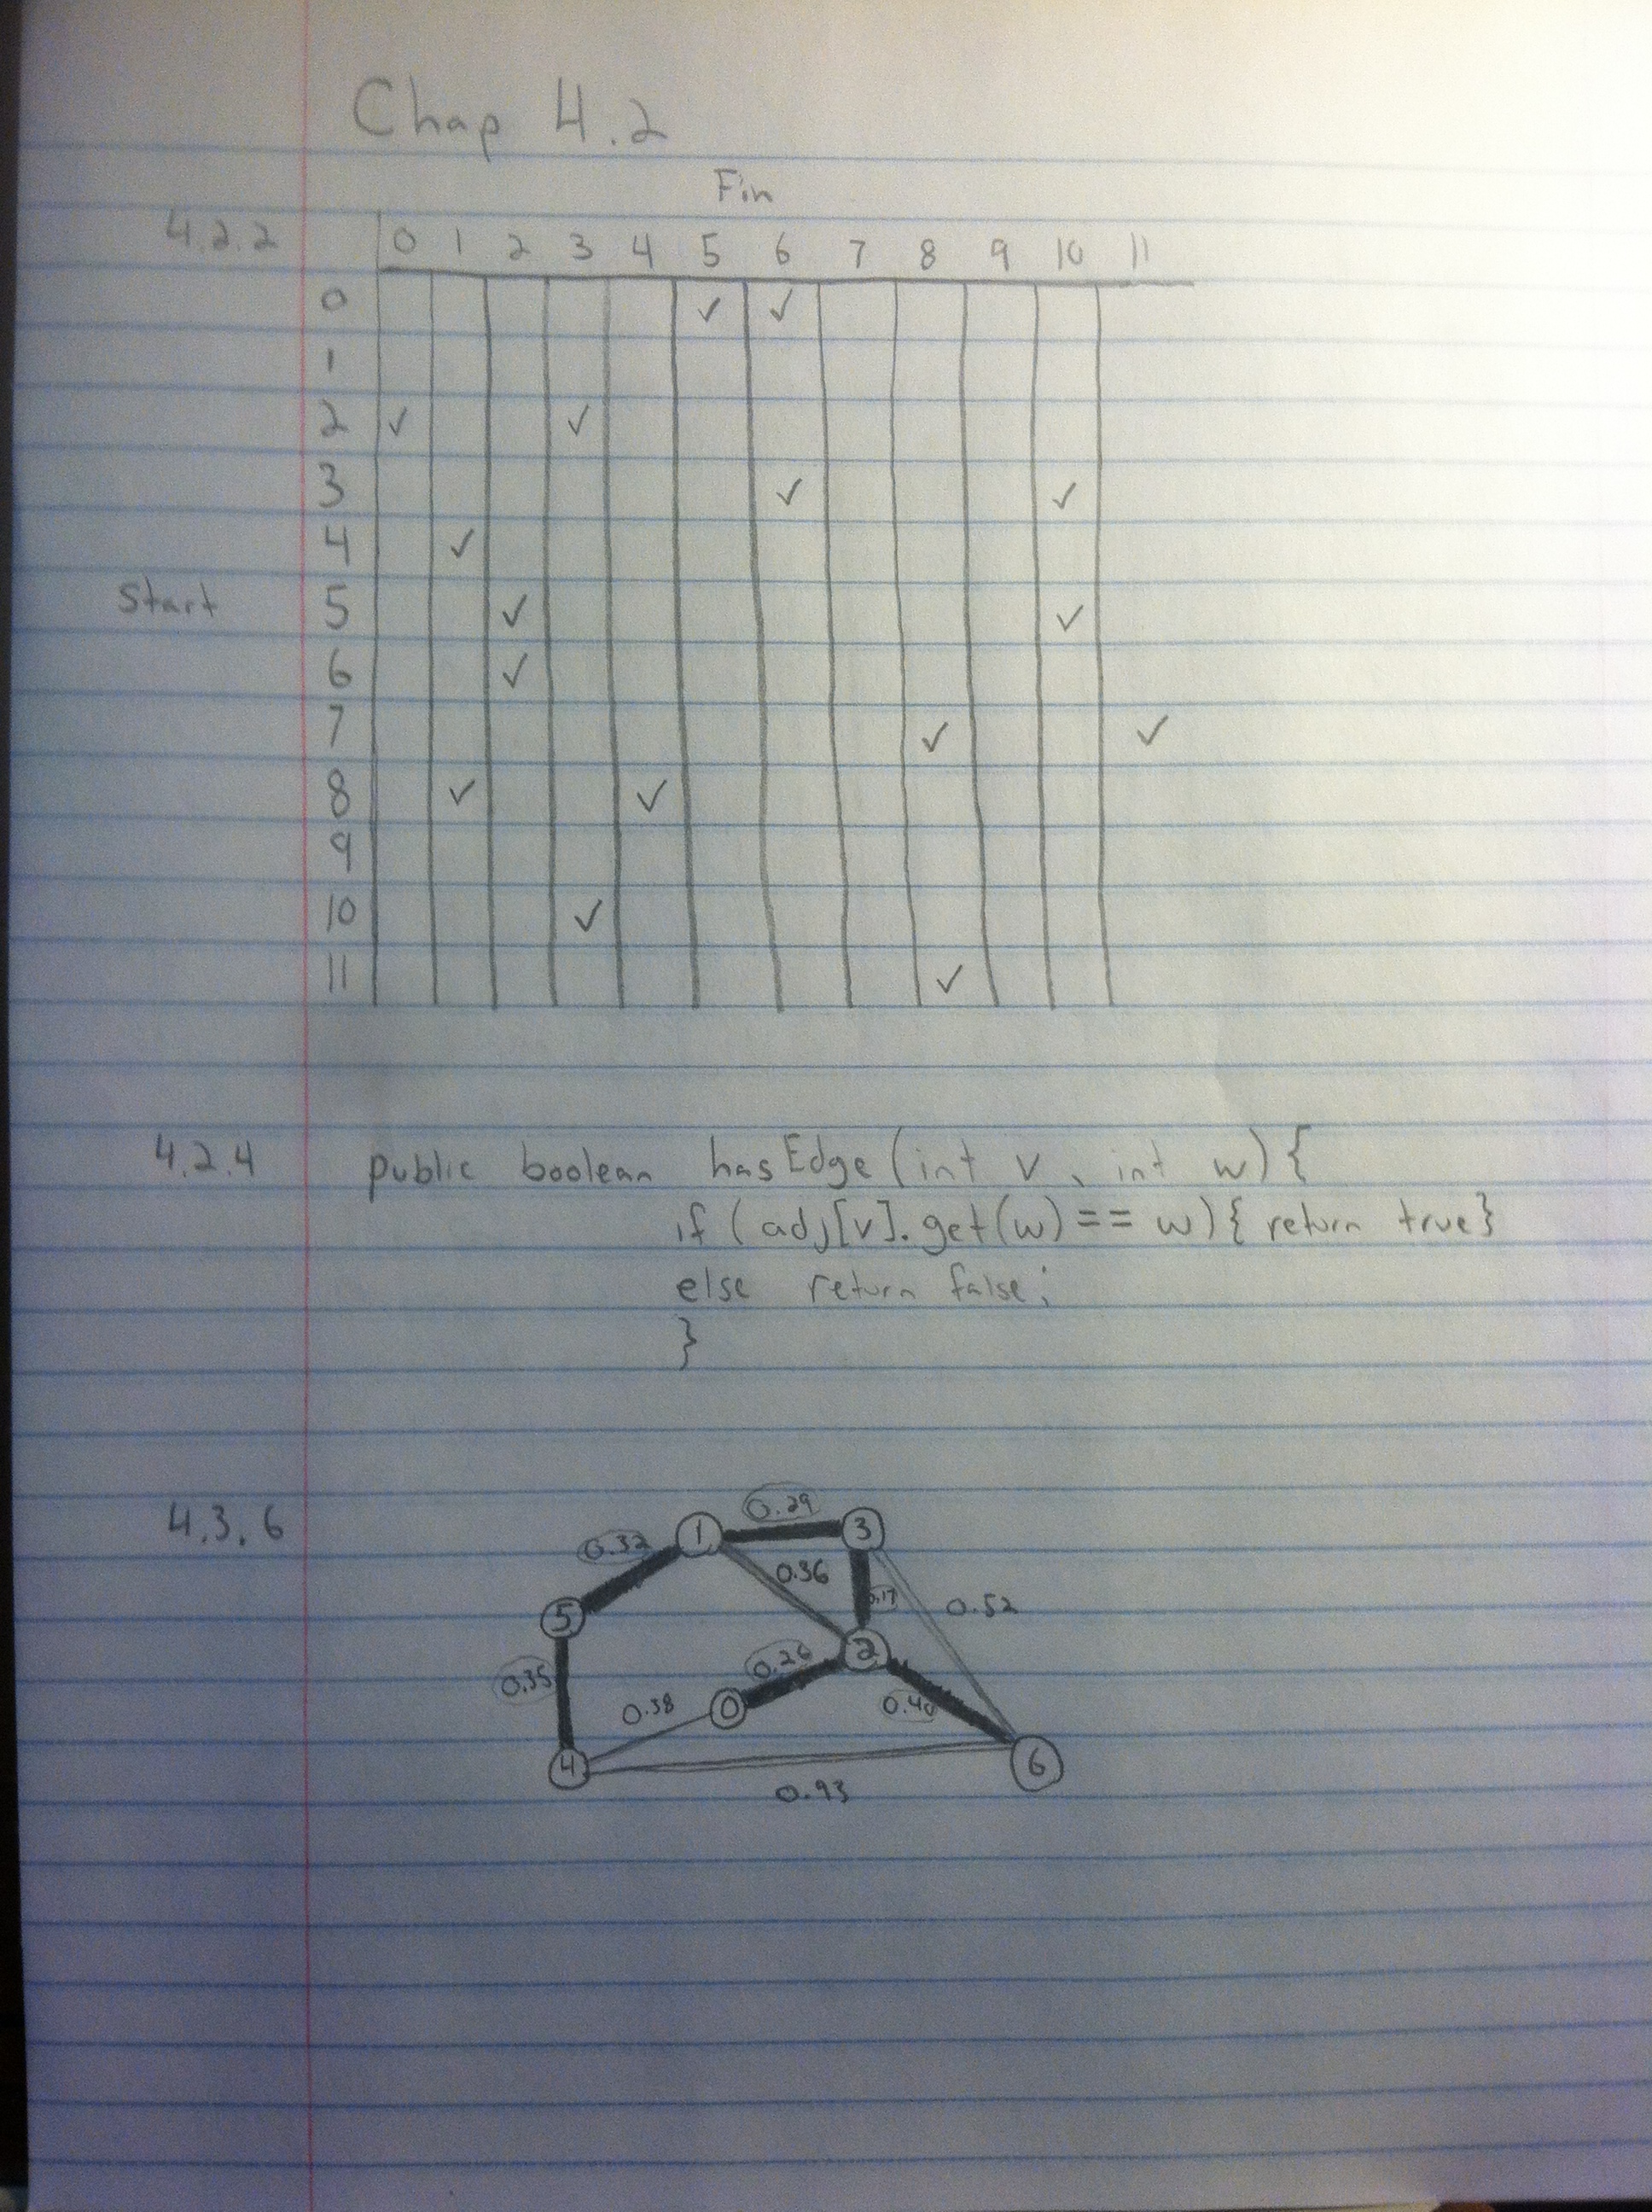 Chap 4.2
Fin
4.2.2 0 1 2 3 4 5 6 7 8 9 10 11
0 ✓ ✓
1
2 ✓ ✓
3 ✓ ✓
4 ✓
Start 5 ✓ ✓
6 ✓
7 ✓ ✓
8 ✓ ✓
9
10 ✓
11 ✓
4.2.4 public boolean hasEdge(int v, int w){
if (adj[v].get(w) == w){ return true}
else return false;
}
4.3.6
0.29
0.32 1 3
0.36
5 0.17 0.52
0.26 2
0.35
0.38 0 0.40
4 6
0.93